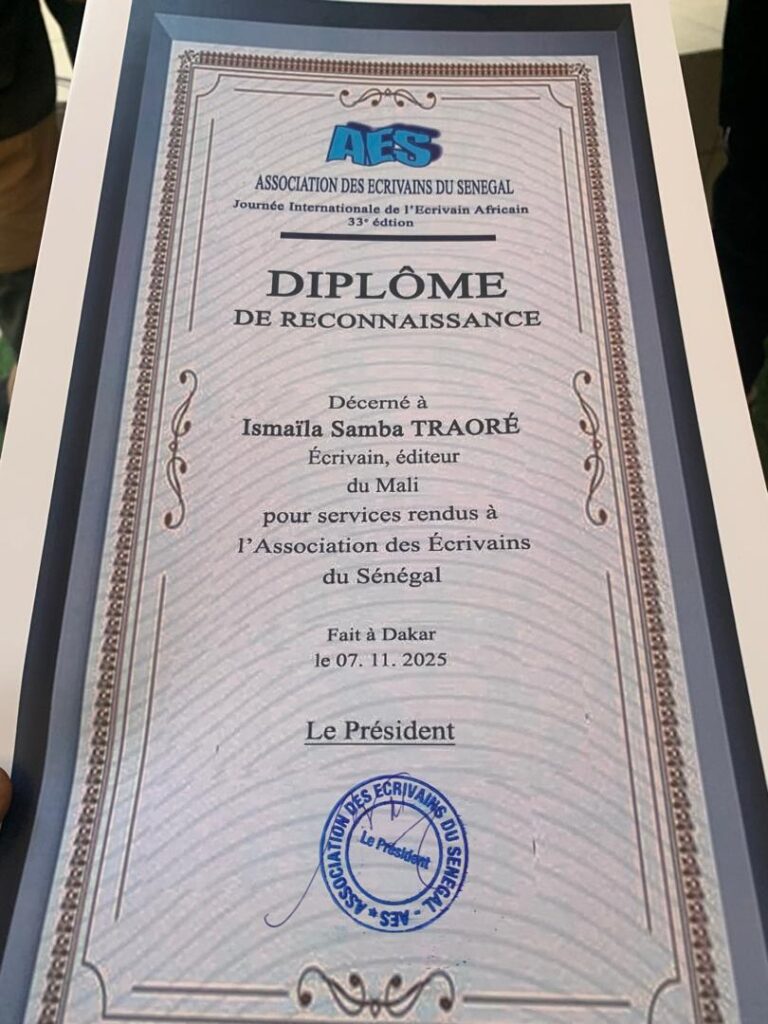 AES
ASSOCIATION DES ECRIVAINS DU SENEGAL
Journée Internationale de l'Ecrivain Africain
33e édtion
DIPLÔME
DE RECONNAISSANCE
Décerné à
Ismaïla Samba TRAORÉ
Écrivain, éditeur
du Mali
pour services rendus à
l'Association des Écrivains
du Sénégal
Fait à Dakar
le 07. 11. 2025
Le Président
ASSOCIATION DES ECRIVAINS DU SENEGAL - AES ★
Le Président